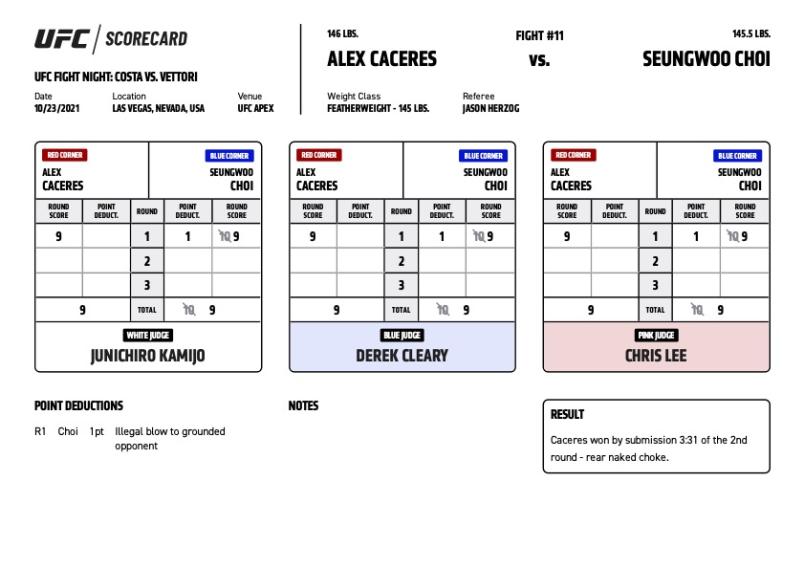 UFC / SCORECARD
UFC FIGHT NIGHT: COSTA VS. VETTORI
Date Location Venue
10/23/2021 LAS VEGAS, NEVADA, USA UFC APEX
146 LBS. FIGHT #11 145.5 LBS.
ALEX CACERES VS. SEUNGWOO CHOI
Weight Class Referee
FEATHERWEIGHT - 145 LBS. JASON HERZOG
RED CORNER BLUE CORNER
ALEX SEUNGWOO
CACERES CHOI
ROUND SCORE POINT DEDUCT. ROUND POINT DEDUCT. ROUND SCORE
9 1 1 10 9
2
3
9 TOTAL 10 9
WHITE JUDGE
JUNICHIRO KAMIJO
RED CORNER BLUE CORNER
ALEX SEUNGWOO
CACERES CHOI
ROUND SCORE POINT DEDUCT. ROUND POINT DEDUCT. ROUND SCORE
9 1 1 10 9
2
3
9 TOTAL 10 9
BLUE JUDGE
DEREK CLEARY
RED CORNER BLUE CORNER
ALEX SEUNGWOO
CACERES CHOI
ROUND SCORE POINT DEDUCT. ROUND POINT DEDUCT. ROUND SCORE
9 1 1 10 9
2
3
9 TOTAL 10 9
PINK JUDGE
CHRIS LEE
POINT DEDUCTIONS
R1 Choi 1pt Illegal blow to grounded
opponent
NOTES
RESULT
Caceres won by submission 3:31 of the 2nd
round - rear naked choke.